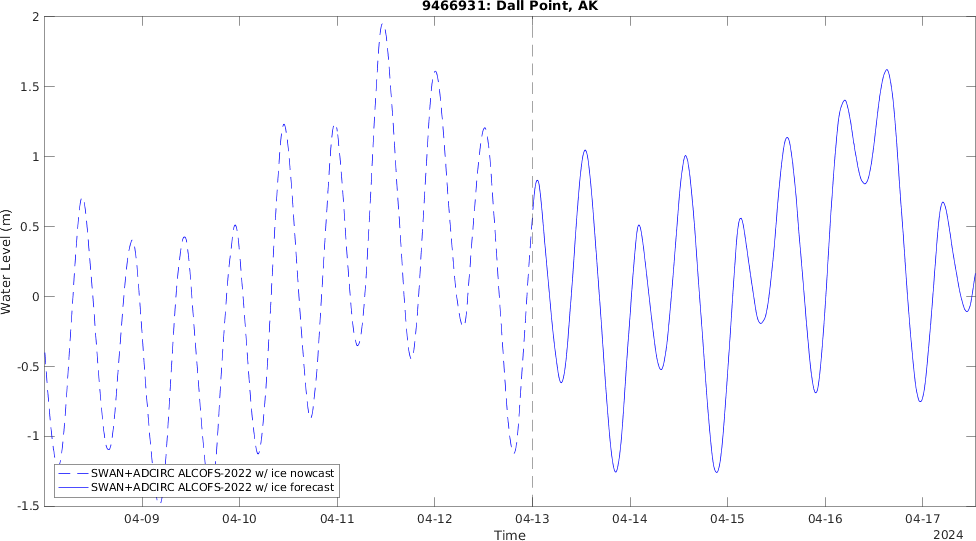 9466931: Dall Point, AK
2
1.5
1
0.5
0
-0.5
-1
-1.5
Water Level (m)
SWAN+ADCIRC ALCOFS-2022 w/ ice nowcast
SWAN+ADCIRC ALCOFS-2022 w/ ice forecast
04-09 04-10 04-11 04-12 04-13 04-14 04-15 04-16 04-17
Time
2024